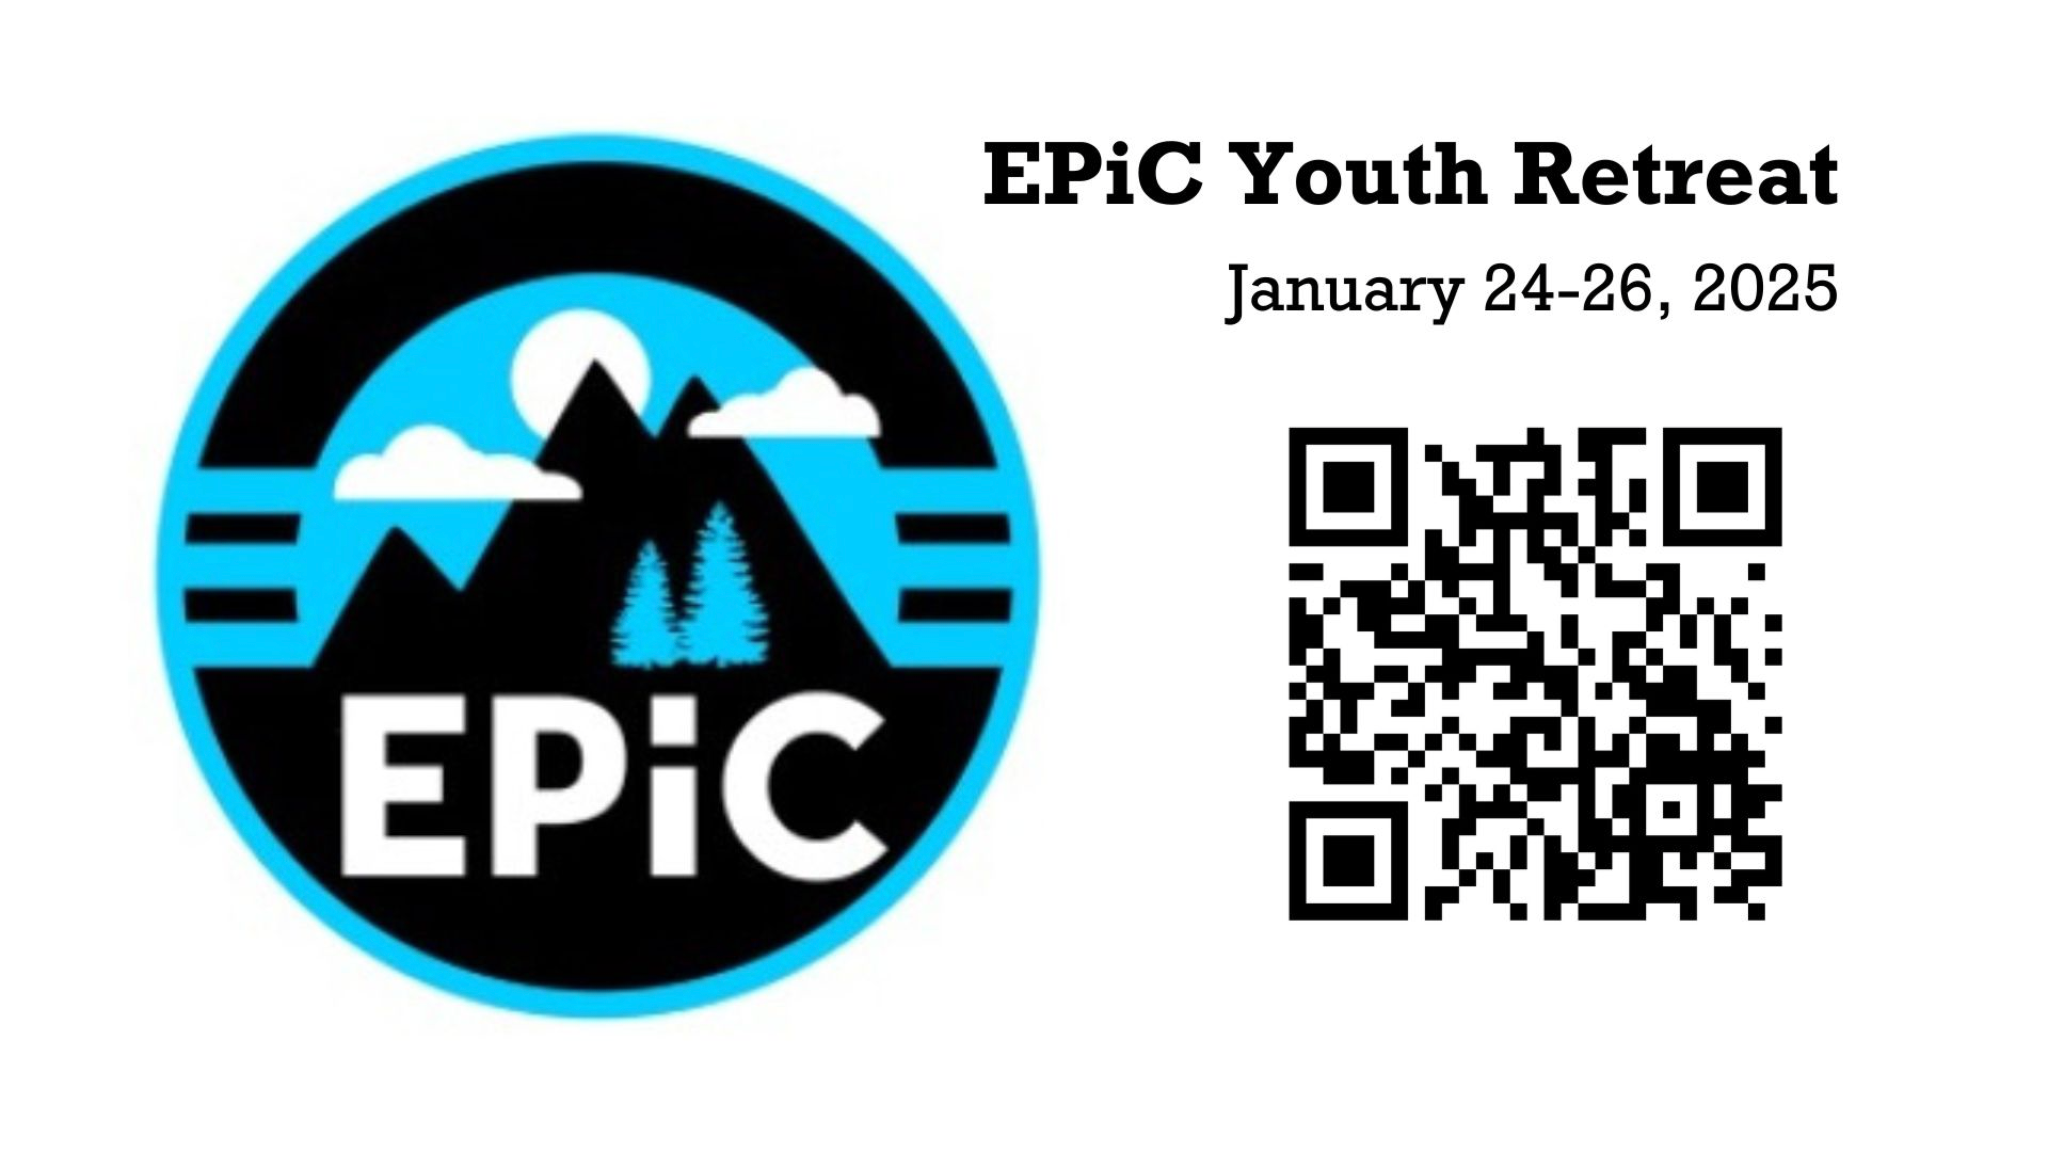 EPiC Youth Retreat
January 24-26, 2025
EPiC